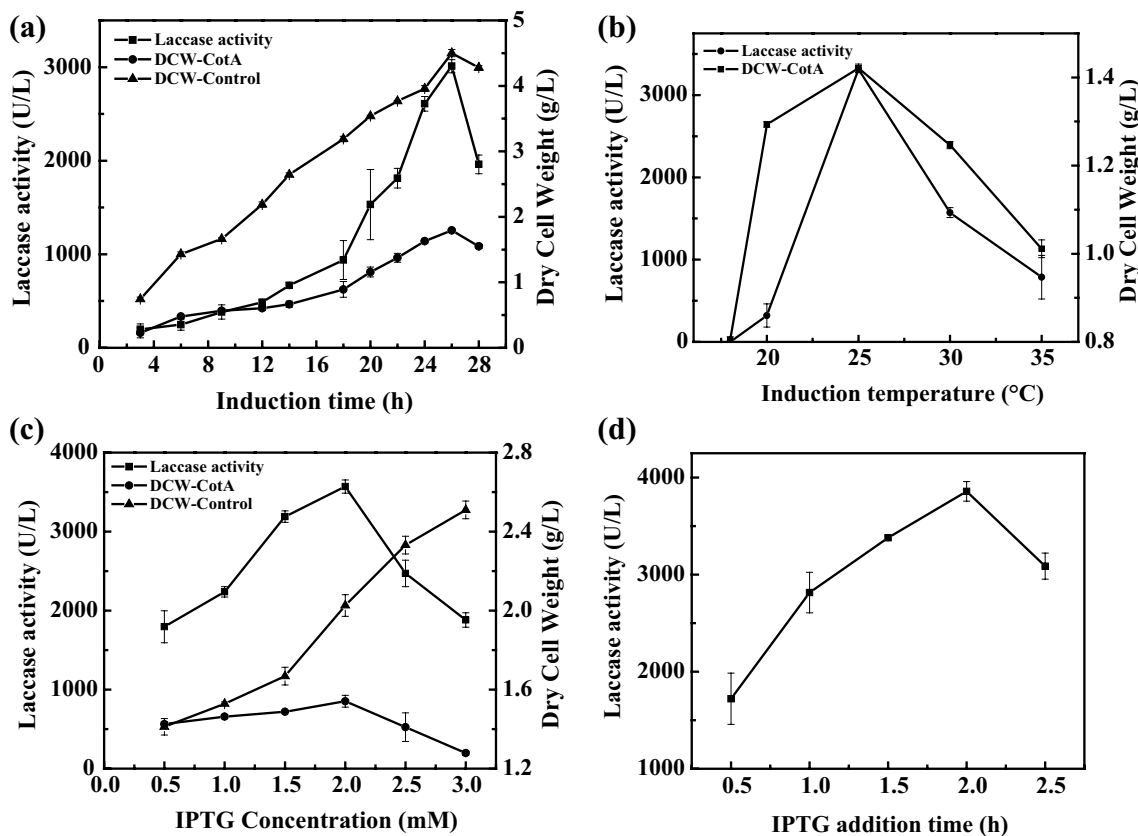 (a)
Laccase activity
DCW-CotA
DCW-Control
Laccase activity (U/L)
3000
2000
1000
0
5
4
3
2
1
0
Dry Cell Weight (g/L)
0 4 8 12 16 20 24 28
Induction time (h)
(b)
Laccase activity
DCW-CotA
Laccase activity (U/L)
3000
2000
1000
0
1.4
1.2
1.0
0.8
Dry Cell Weight (g/L)
20 25 30 35
Induction temperature (°C)
(c)
Laccase activity
DCW-CotA
DCW-Control
Laccase activity (U/L)
4000
3000
2000
1000
0
2.8
2.4
2.0
1.6
1.2
Dry Cell Weight (g/L)
0.5 1.0 1.5 2.0 2.5 3.0
IPTG Concentration (mM)
(d)
Laccase activity (U/L)
4000
3000
2000
1000
0.5 1.0 1.5 2.0 2.5
IPTG addition time (h)